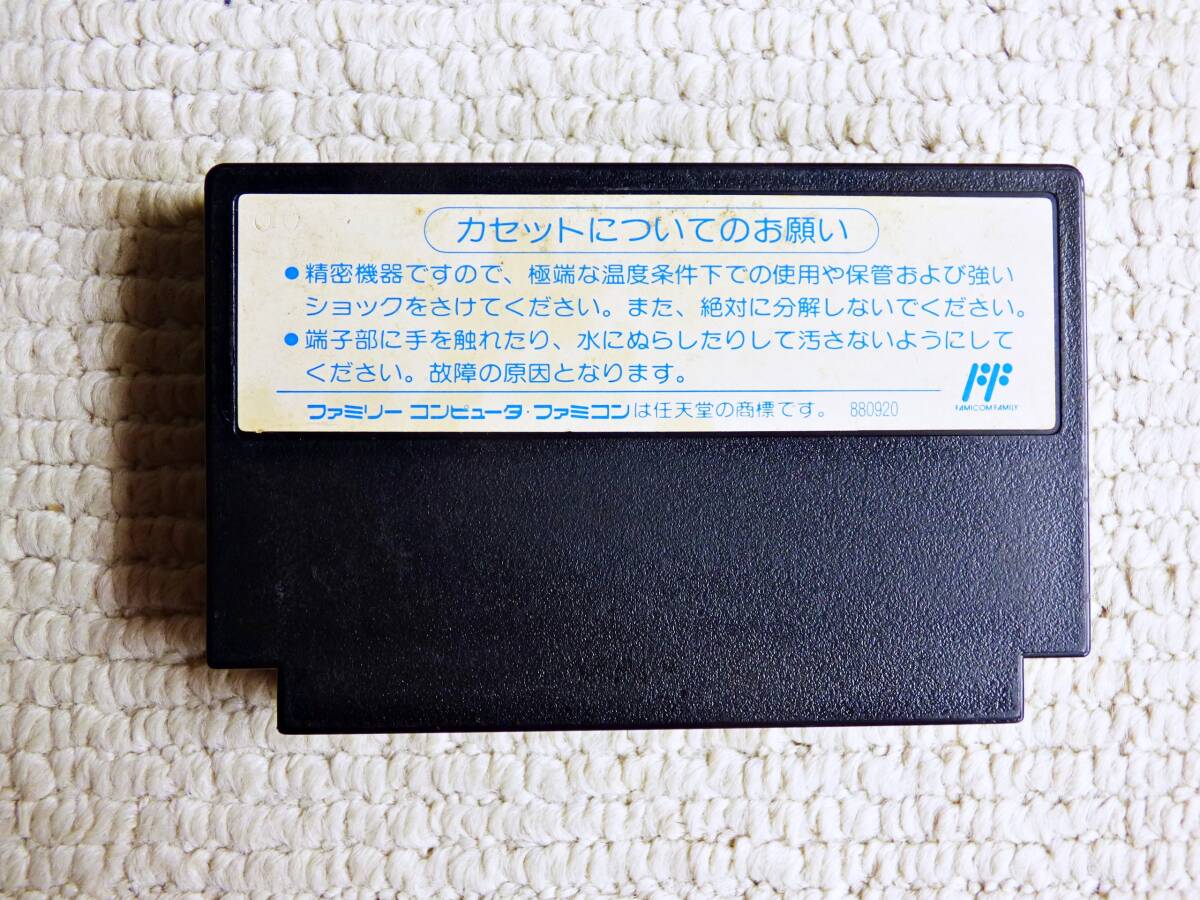 カセットについてのお願い
●精密機器ですので、極端な温度条件下での使用や保管および強い
ショックをさけてください。また、絶対に分解しないでください。
●端子部に手を触れたり、水にぬらしたりして汚さないようにして
ください。故障の原因となります。
FAMICOM FAMILY
ファミリー コンピュータ・ファミコンは任天堂の商標です。 880920